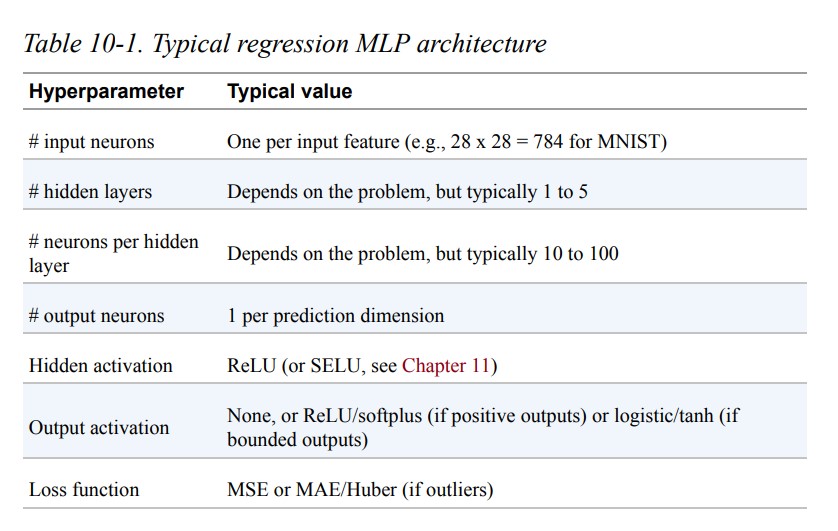 Table 10-1. Typical regression MLP architecture
Hyperparameter Typical value
# input neurons One per input feature (e.g., 28 x 28 = 784 for MNIST)
# hidden layers Depends on the problem, but typically 1 to 5
# neurons per hidden
layer Depends on the problem, but typically 10 to 100
# output neurons 1 per prediction dimension
Hidden activation ReLU (or SELU, see Chapter 11)
Output activation None, or ReLU/softplus (if positive outputs) or logistic/tanh (if
bounded outputs)
Loss function MSE or MAE/Huber (if outliers)